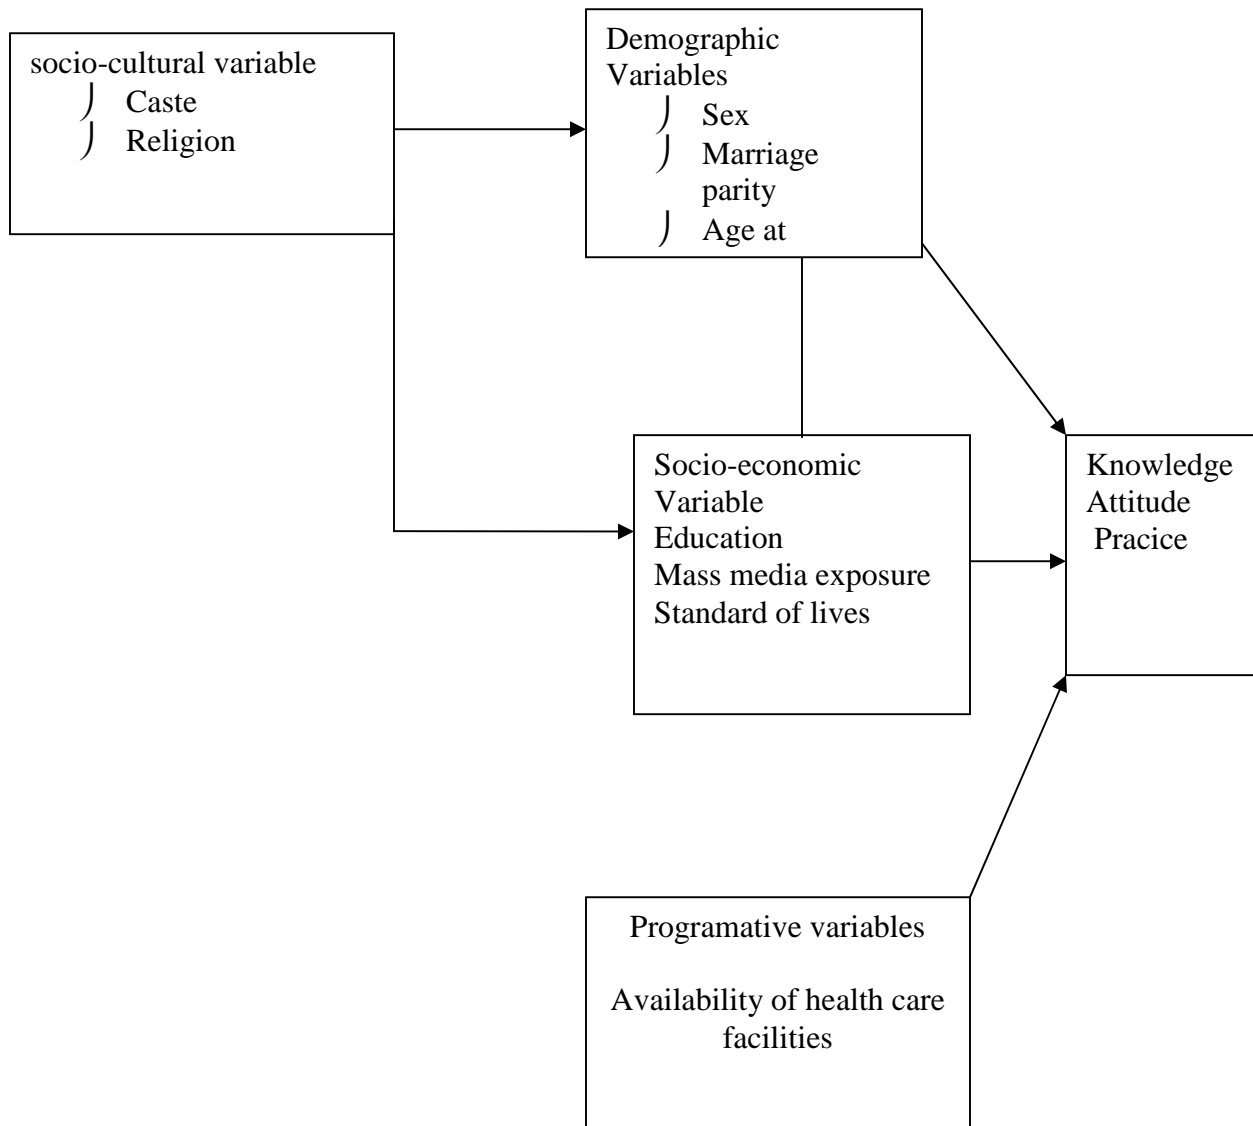 socio-cultural variable
⎠ Caste
⎠ Religion
Demographic
Variables
⎠ Sex
⎠ Marriage
parity
⎠ Age at
Socio-economic
Variable
Education
Mass media exposure
Standard of lives
Knowledge
Attitude
Pracice
Programative variables
Availability of health care
facilities